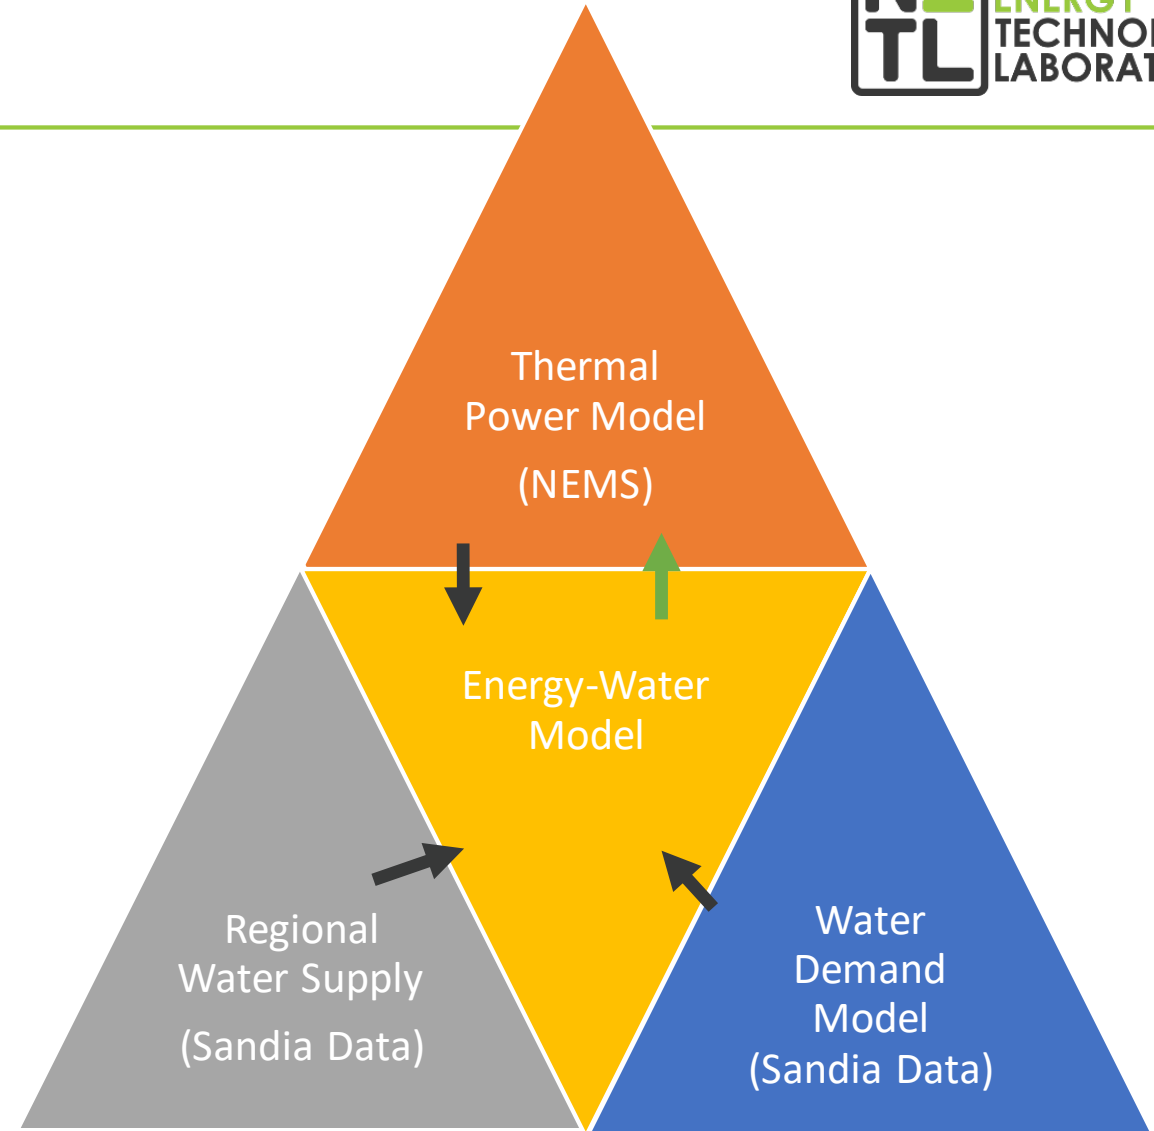 ENERGY
TL
LABORAT
Thermal
Power Model
(NEMS)
Energy-Water
Model
Regional
Water Supply
(Sandia Data)
Water
Demand
Model
(Sandia Data)